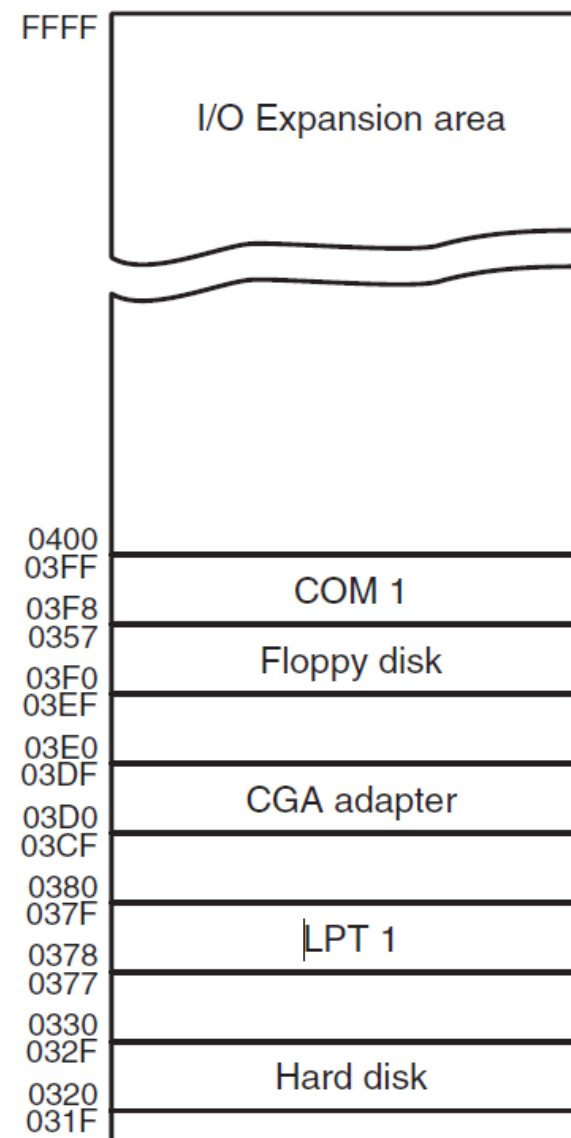 FFFF
I/O Expansion area
0400
03FF
COM 1
03F8
0357
Floppy disk
03F0
03EF
03E0
03DF
CGA adapter
03D0
03CF
0380
037F
LPT 1
0378
0377
0330
032F
Hard disk
0320
031F